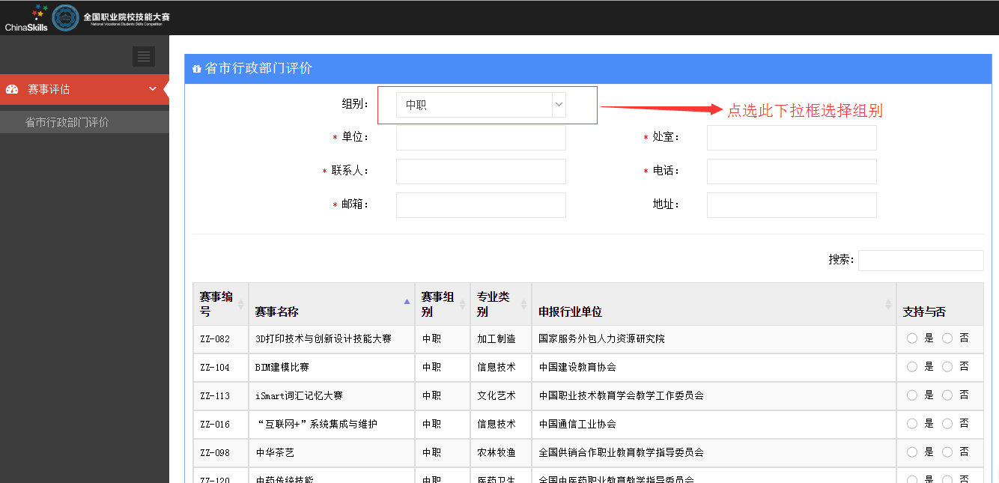 ChinaSkills 全国职业院校技能大赛
National Vocational Students Skills Competition
赛事评估
省市行政部门评价
省市行政部门评价
组别: 中职
点选此下拉框选择组别
* 单位: * 处室:
* 联系人: * 电话:
* 邮箱: 地址:
搜索:
赛事编号 赛事名称 赛事组别 专业类别 申报行业单位 支持与否
ZZ-082 3D打印技术与创新设计技能大赛 中职 加工制造 国家服务外包人力资源研究院 是 否
ZZ-104 BIM建模比赛 中职 信息技术 中国建设教育协会 是 否
ZZ-113 iSmart词汇记忆大赛 中职 文化艺术 中国职业技术教育学会教学工作委员会 是 否
ZZ-016 “互联网+”系统集成与维护 中职 信息技术 中国通信工业协会 是 否
ZZ-098 中华茶艺 中职 农林牧渔 全国供销合作职业教育教学指导委员会 是 否
ZZ-120 中药传统技能 中职 医药卫生 全国中医药职业教育教学指导委员会 是 否